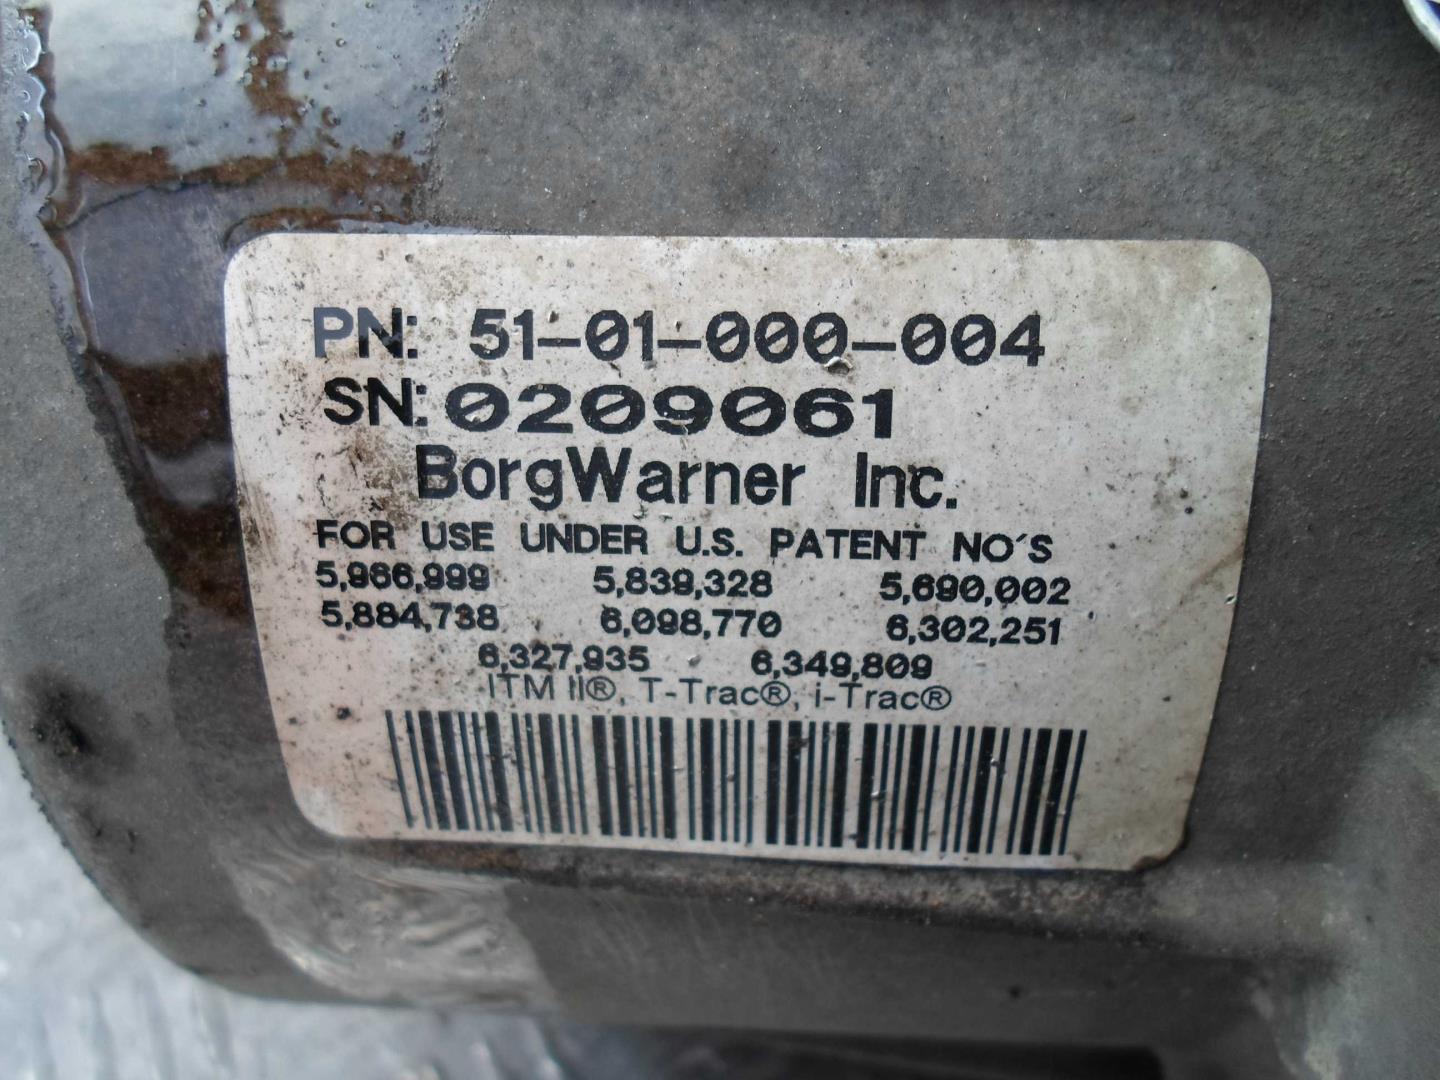 PN: 51-01-000-004
SN: 0209061
BorgWarner Inc.
FOR USE UNDER U.S. PATENT NO'S
5,966,999 5,839,328 5,690,002
5,884,738 6,098,770 6,302,251
6,327,935 6,349,809
ITM II®, T-Trac®, i-Trac®